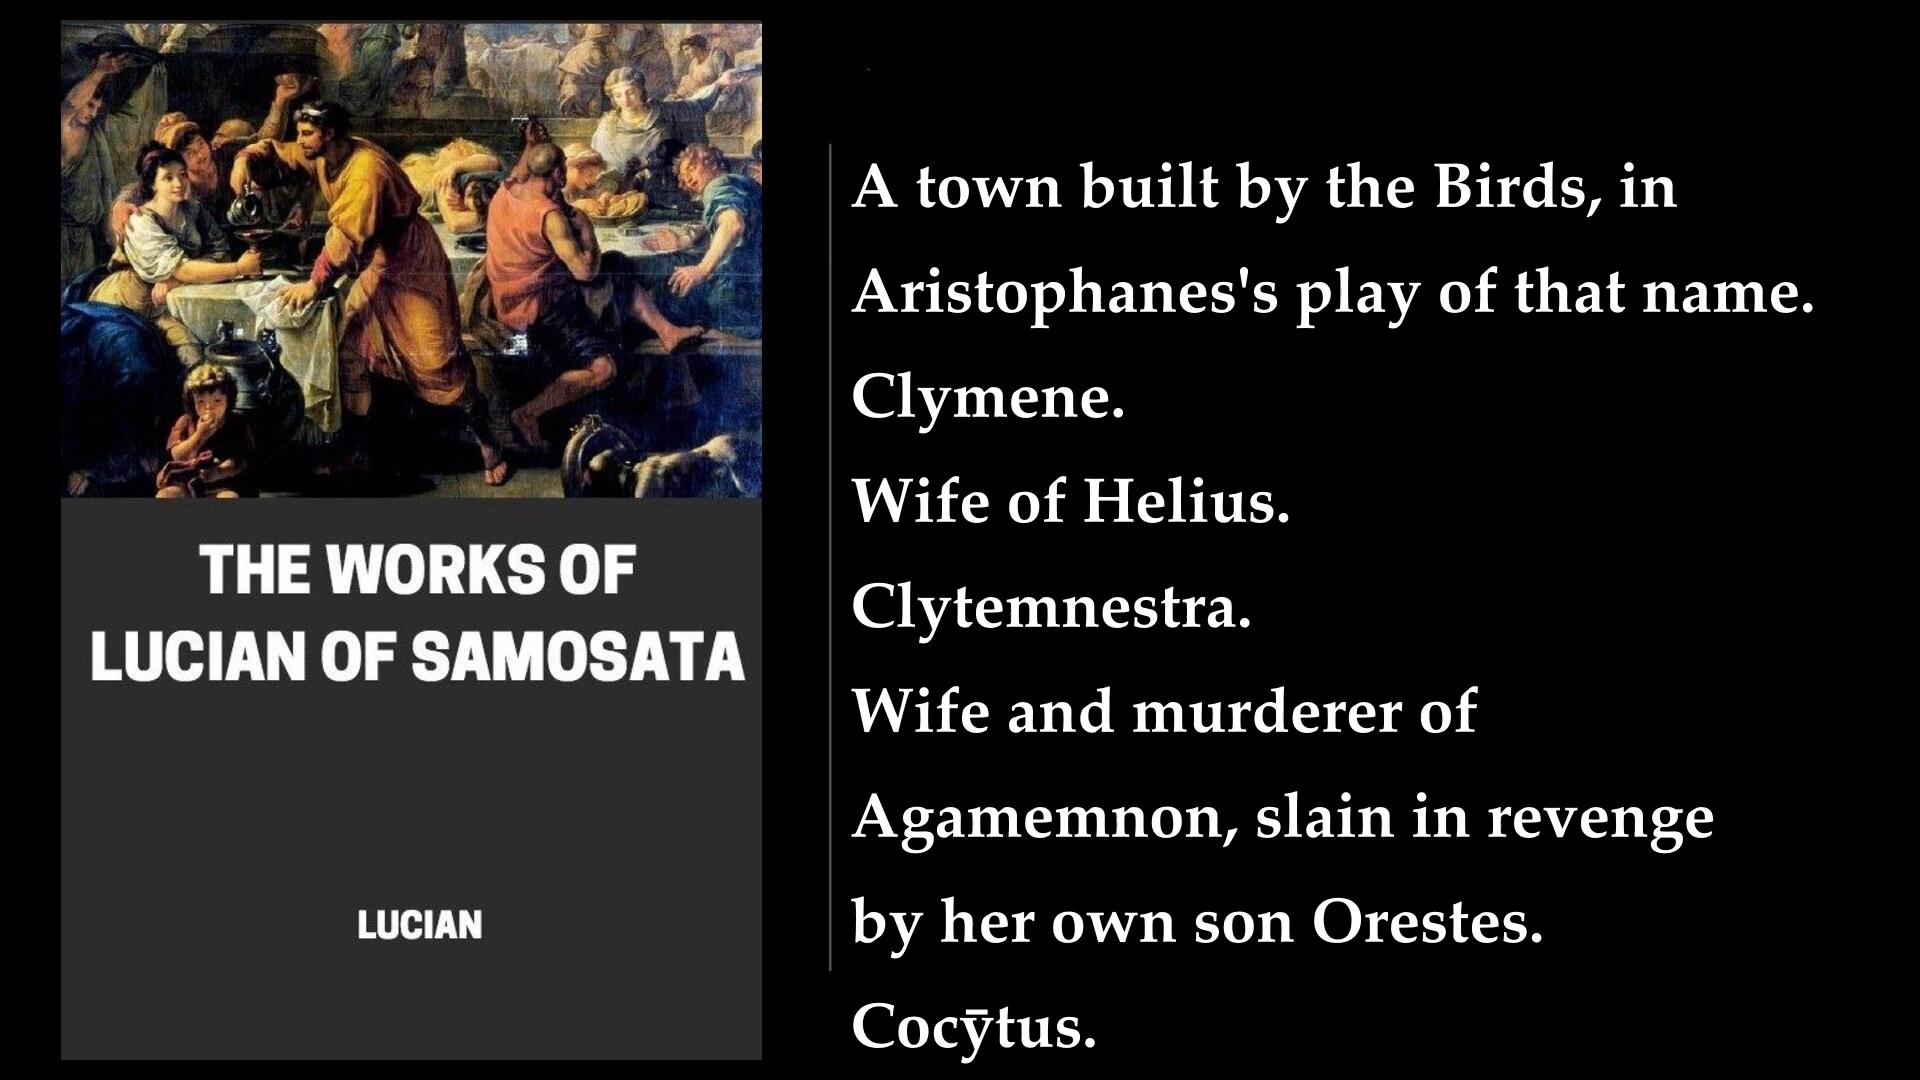 THE WORKS OF
LUCIAN OF SAMOSATA
LUCIAN
A town built by the Birds, in
Aristophanes's play of that name.
Clymene.
Wife of Helius.
Clytemnestra.
Wife and murderer of
Agamemnon, slain in revenge
by her own son Orestes.
Cocȳtus.